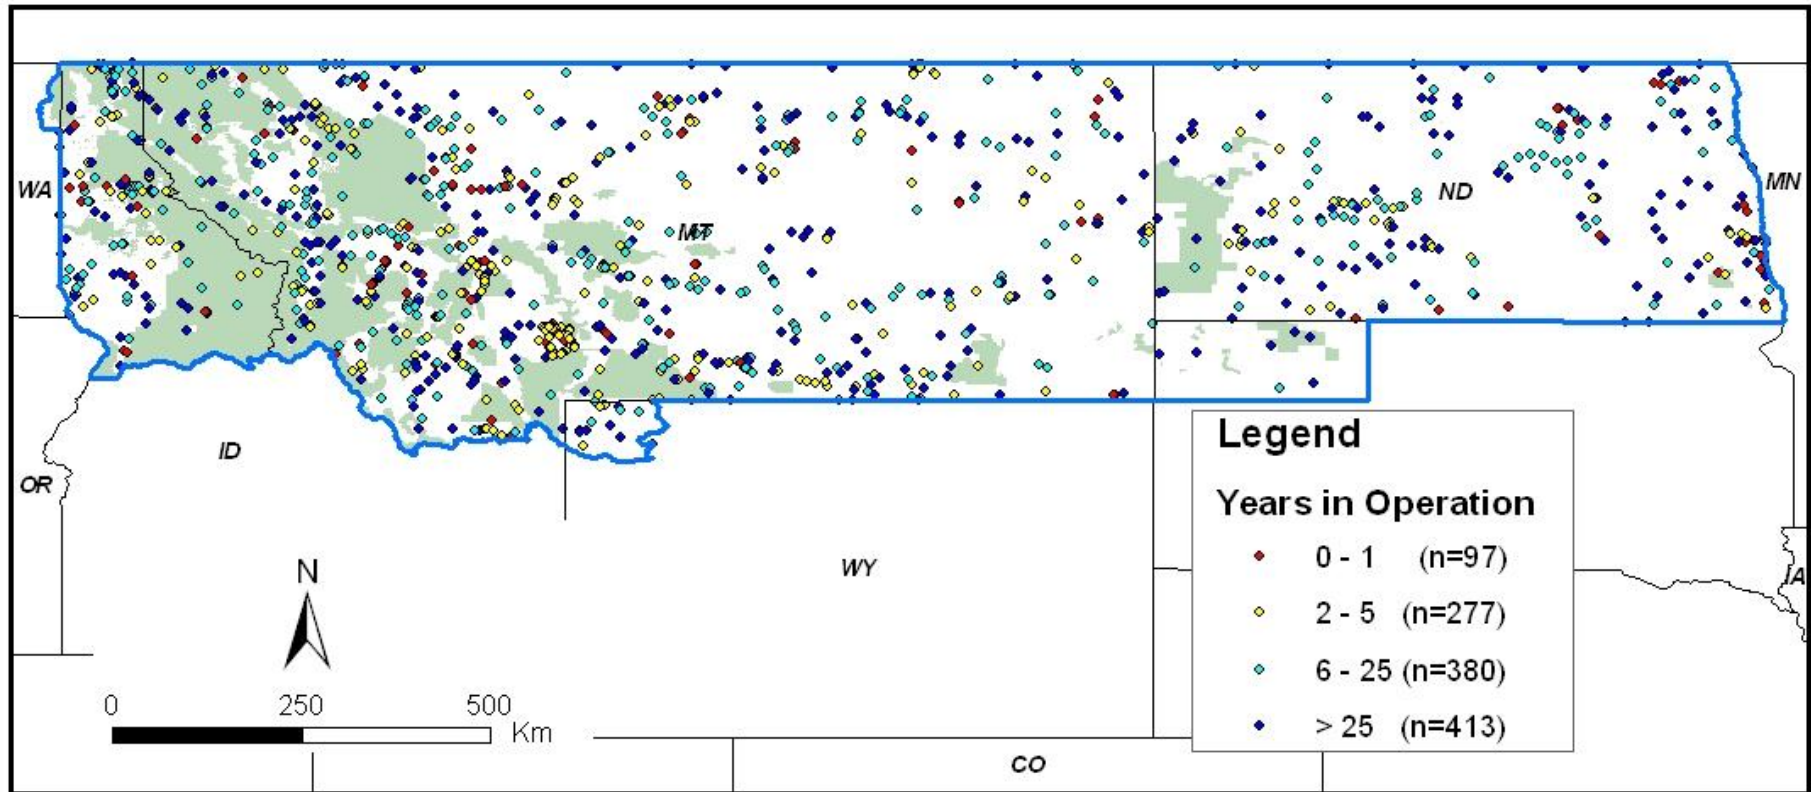 WA
MT
ND
MN
ID
OR
WY
CO
IA
N
0 250 500
Km
Legend
Years in Operation
0 - 1 (n=97)
2 - 5 (n=277)
6 - 25 (n=380)
> 25 (n=413)